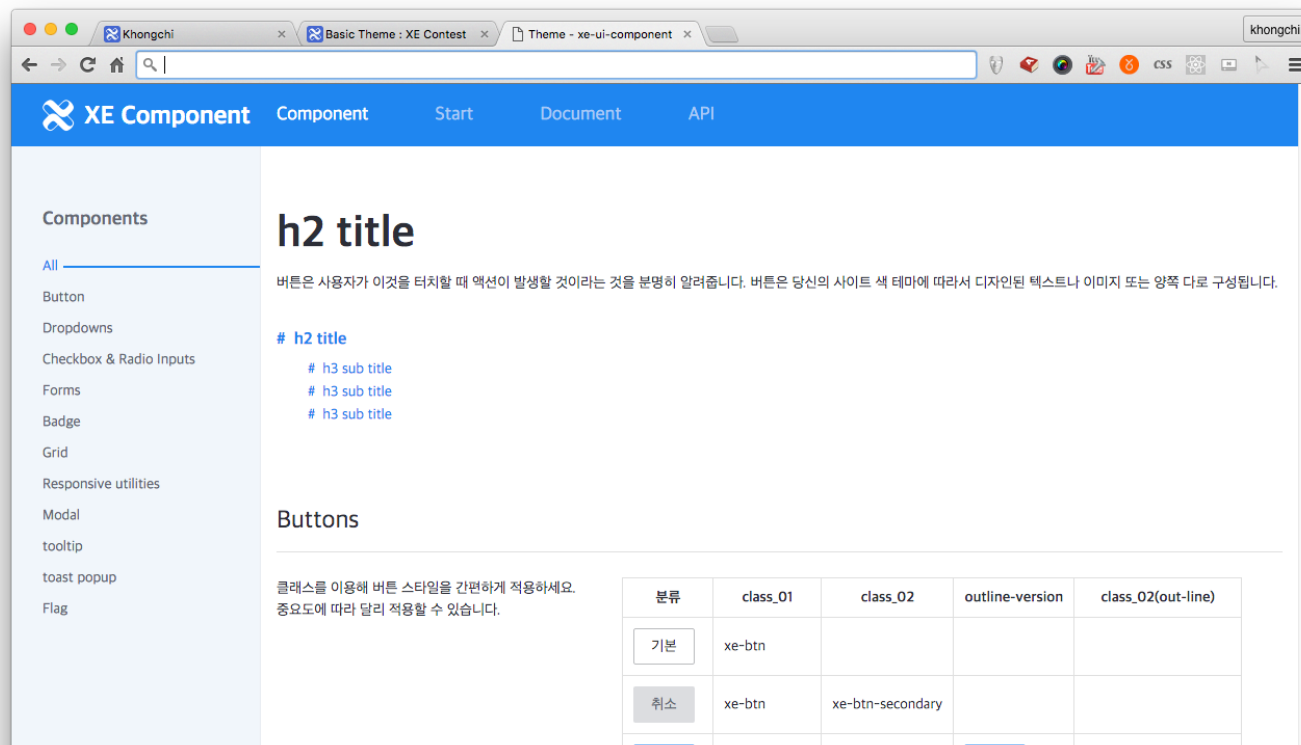 Khongchi
Basic Theme : XE Contest
Theme - xe-ui-component
khongchi
css
XE Component
Component
Start
Document
API
Components
All
Button
Dropdowns
Checkbox & Radio Inputs
Forms
Badge
Grid
Responsive utilities
Modal
tooltip
toast popup
Flag
h2 title
버튼은 사용자가 이것을 터치할 때 액션이 발생할 것이라는 것을 분명히 알려줍니다. 버튼은 당신의 사이트 색 테마에 따라서 디자인된 텍스트나 이미지 또는 양쪽 다로 구성됩니다.
# h2 title
# h3 sub title
# h3 sub title
# h3 sub title
Buttons
클래스를 이용해 버튼 스타일을 간편하게 적용하세요.
중요도에 따라 달리 적용할 수 있습니다.
분류 class_01 class_02 outline-version class_02(out-line)
기본 xe-btn
취소 xe-btn xe-btn-secondary